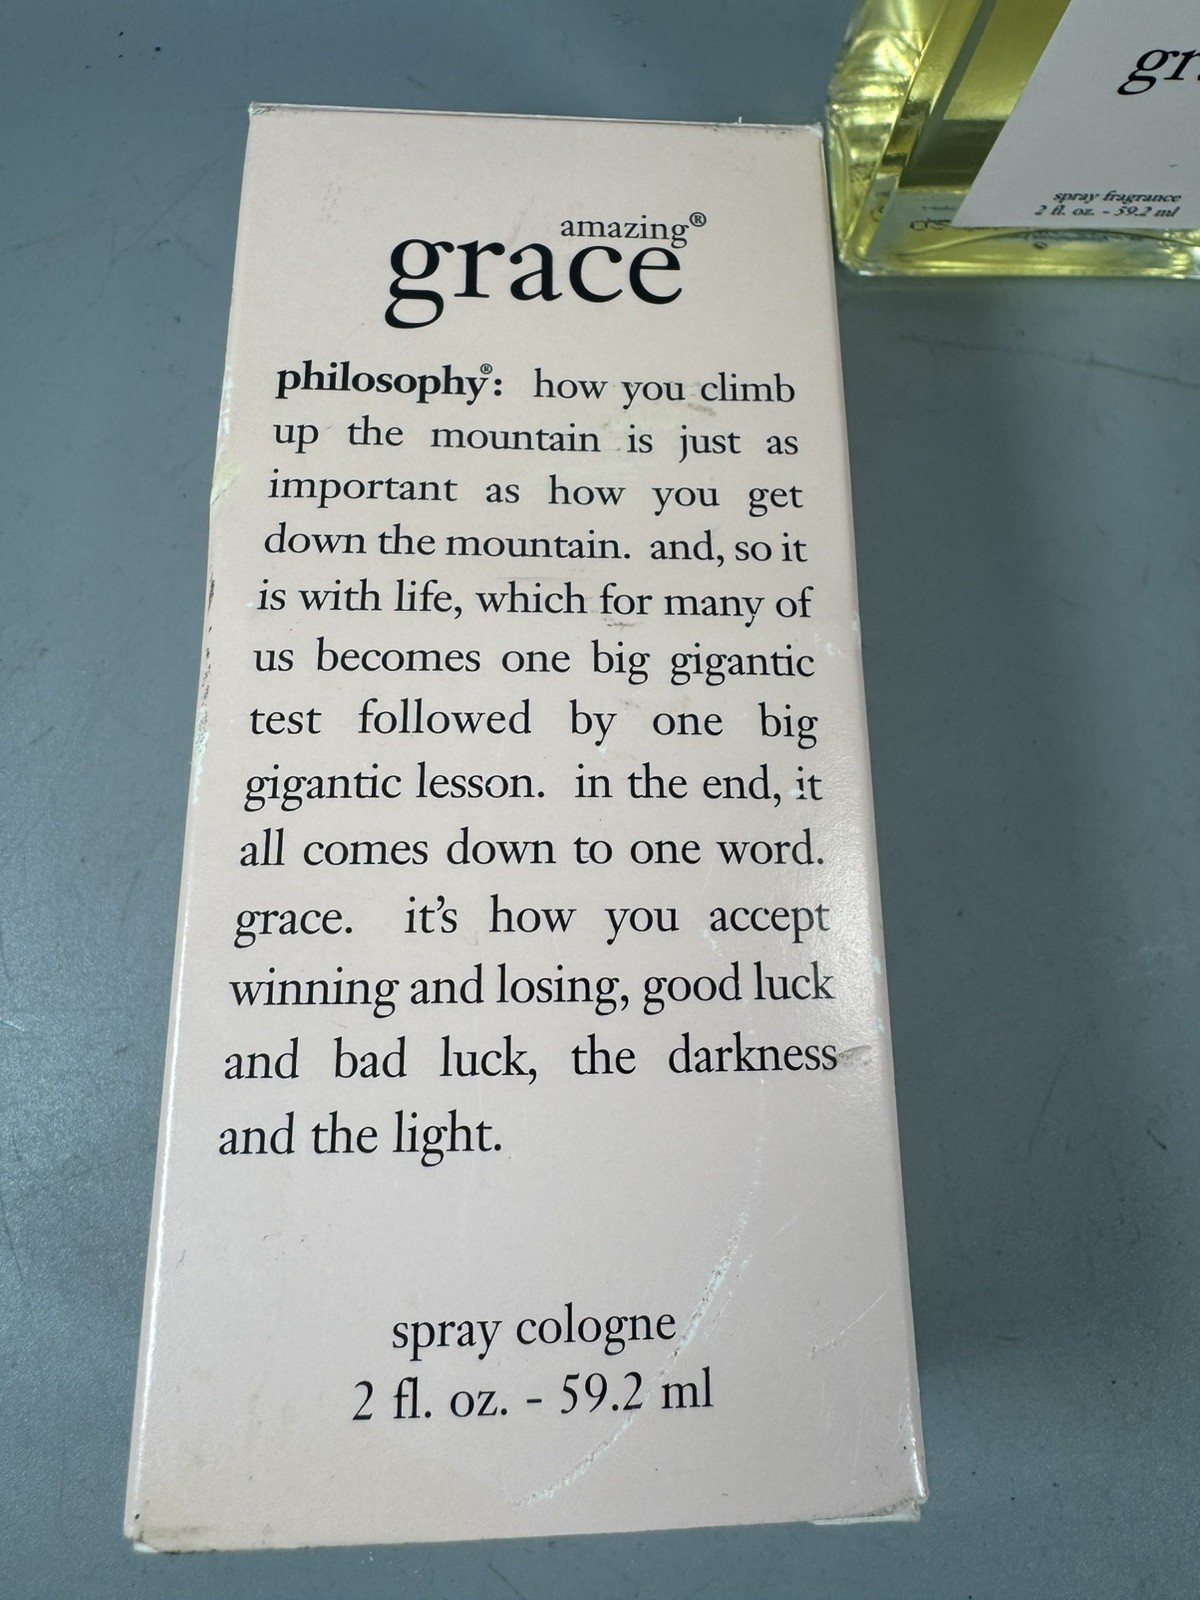 amazing®
grace
philosophy®: how you climb
up the mountain is just as
important as how you get
down the mountain. and, so it
is with life, which for many of
us becomes one big gigantic
test followed by one big
gigantic lesson. in the end, it
all comes down to one word.
grace. it's how you accept
winning and losing, good luck
and bad luck, the darkness
and the light.
spray cologne
2 fl. oz. - 59.2 ml
spray fragrance
2 fl. oz. - 59.2 ml